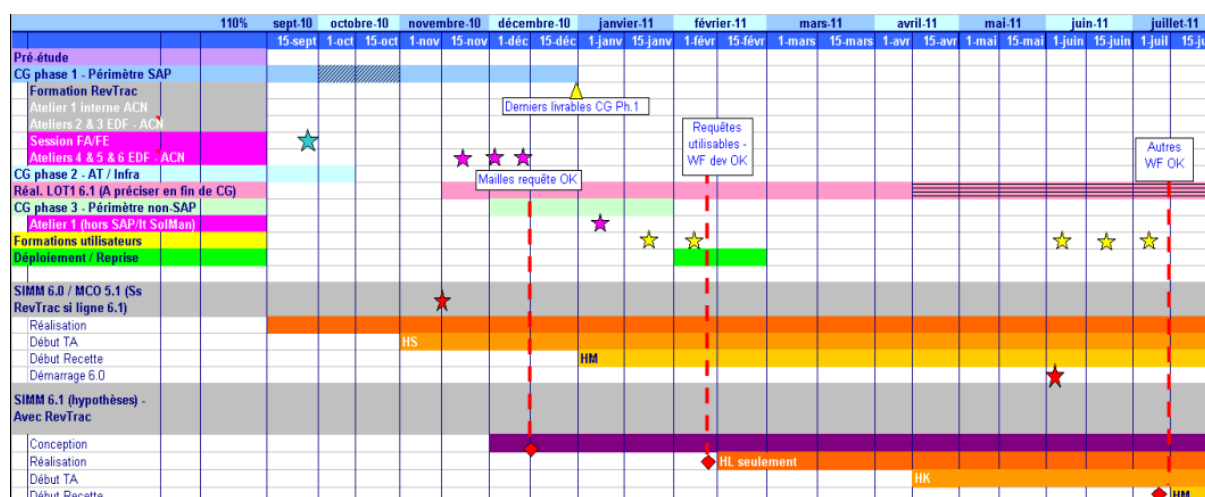 110% sept-10 octobre-10 novembre-10 décembre-10 janvier-11 février-11 mars-11 avril-11 mai-11 juin-11 juillet-11
15-sept 1-oct 15-oct 1-nov 15-nov 1-déc 15-déc 1-janv 15-janv 1-févr 15-févr 1-mars 15-mars 1-avr 15-avr 1-mai 15-mai 1-juin 15-juin 1-juil
Pré-étude
CG phase 1 - Périmètre SAP
Formation RevTrac
Derniers livrables CG Ph.1
Atelier 1 interne ACN
Ateliers 2 & 3 EDF - ACN
Requêtes
utilisables -
WF dev OK
Session FA/FE
Autres
WF OK
Ateliers 4 & 5 & 6 EDF - ACN
CG phase 2 - AT / Infra
Mailles requête OK
Réal. LOT1 6.1 (A préciser en fin de CG)
CG phase 3 - Périmètre non-SAP
Atelier 1 (hors SAP/It SolMan)
Formations utilisateurs
Déploiement / Reprise
SIMM 6.0 / MCO 5.1 (Ss
RevTrac si ligne 6.1)
Réalisation
Début TA HS
Début Recette HM
Démarrage 6.0
SIMM 6.1 (hypothèses) -
Avec RevTrac
Conception
Réalisation HL seulement
Début TA HK
Début Recette HM